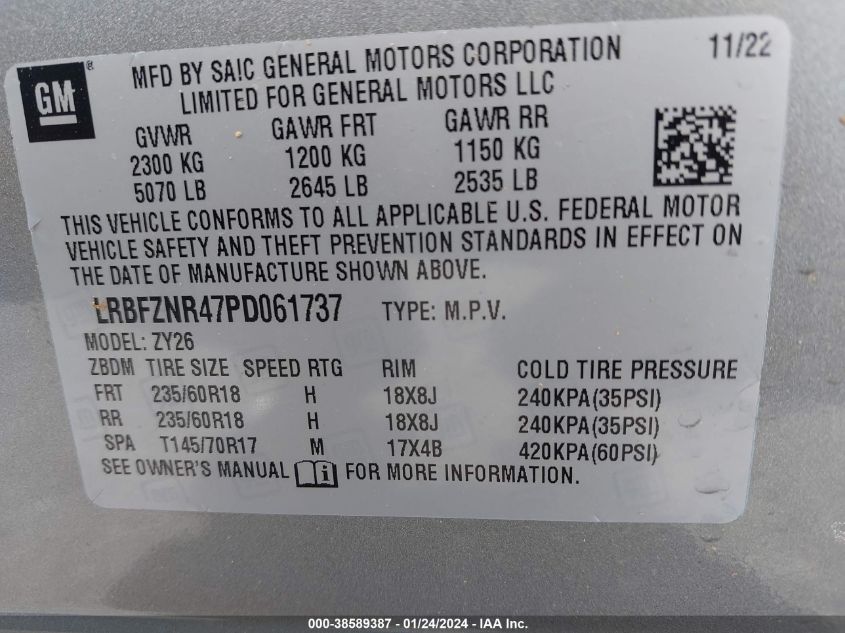 GM ® MFD BY SAIC GENERAL MOTORS CORPORATION 11/22
LIMITED FOR GENERAL MOTORS LLC
GVWR GAWR FRT GAWR RR
2300 KG 1200 KG 1150 KG
5070 LB 2645 LB 2535 LB
THIS VEHICLE CONFORMS TO ALL APPLICABLE U.S. FEDERAL MOTOR
VEHICLE SAFETY AND THEFT PREVENTION STANDARDS IN EFFECT ON
THE DATE OF MANUFACTURE SHOWN ABOVE.
LRBFZNR47PD061737 TYPE: M.P.V.
MODEL: ZY26
ZBDM TIRE SIZE SPEED RTG RIM COLD TIRE PRESSURE
FRT 235/60R18 H 18X8J 240KPA(35PSI)
RR 235/60R18 H 18X8J 240KPA(35PSI)
SPA T145/70R17 M 17X4B 420KPA(60PSI)
SEE OWNER'S MANUAL i FOR MORE INFORMATION
000-38589387 - 01/24/2024 - IAA Inc.